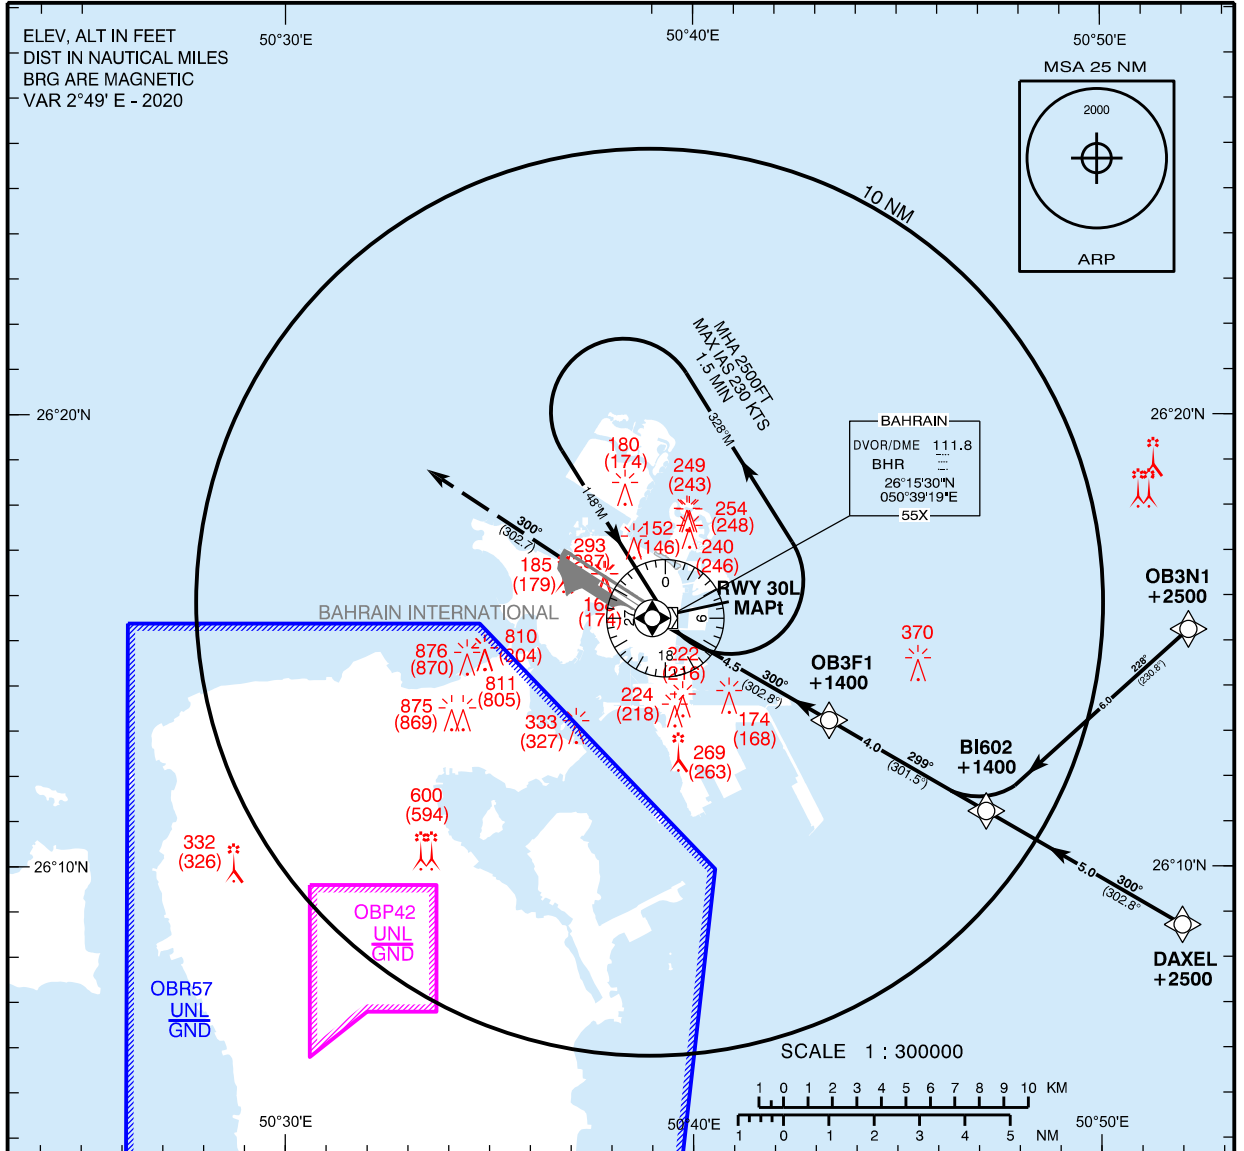 ELEV, ALT IN FEET
DIST IN NAUTICAL MILES
BRG ARE MAGNETIC
VAR 2°49' E - 2020
50°30'E
50°40'E
50°50'E
MSA 25 NM
2000
ARP
10 NM
MHA 2500FT
MAX IAS 230 KTS
1.5 MIN
328°M
148°M
26°20'N
26°20'N
BAHRAIN
DVOR/DME 111.8
BHR
26°15'30"N
050°39'19"E
55X
180
(174)
249
(243)
254
(248)
152
(146)
240
(246)
293
(287)
185
(179)
(174)
300°
(302.7)
0
9
18
27
RWY 30L
MAPt
BAHRAIN INTERNATIONAL
OB3N1
+2500
228°
(230.8°)
6.0
370
OB3F1
+1400
4.5
300°
(302.8°)
BI602
+1400
4.0
299°
(301.5°)
876
(870)
810
(804)
811
(805)
875
(869)
333
(327)
222
(216)
224
(218)
174
(168)
269
(263)
600
(594)
332
(326)
26°10'N
26°10'N
5.0
300°
(302.8°
DAXEL
+2500
OBP42
UNL
GND
OBR57
UNL
GND
SCALE 1 : 300000
1 0 1 2 3 4 5 6 7 8 9 10 KM
1 0 1 2 3 4 5 NM
50°30'E
50°40'E
50°50'E